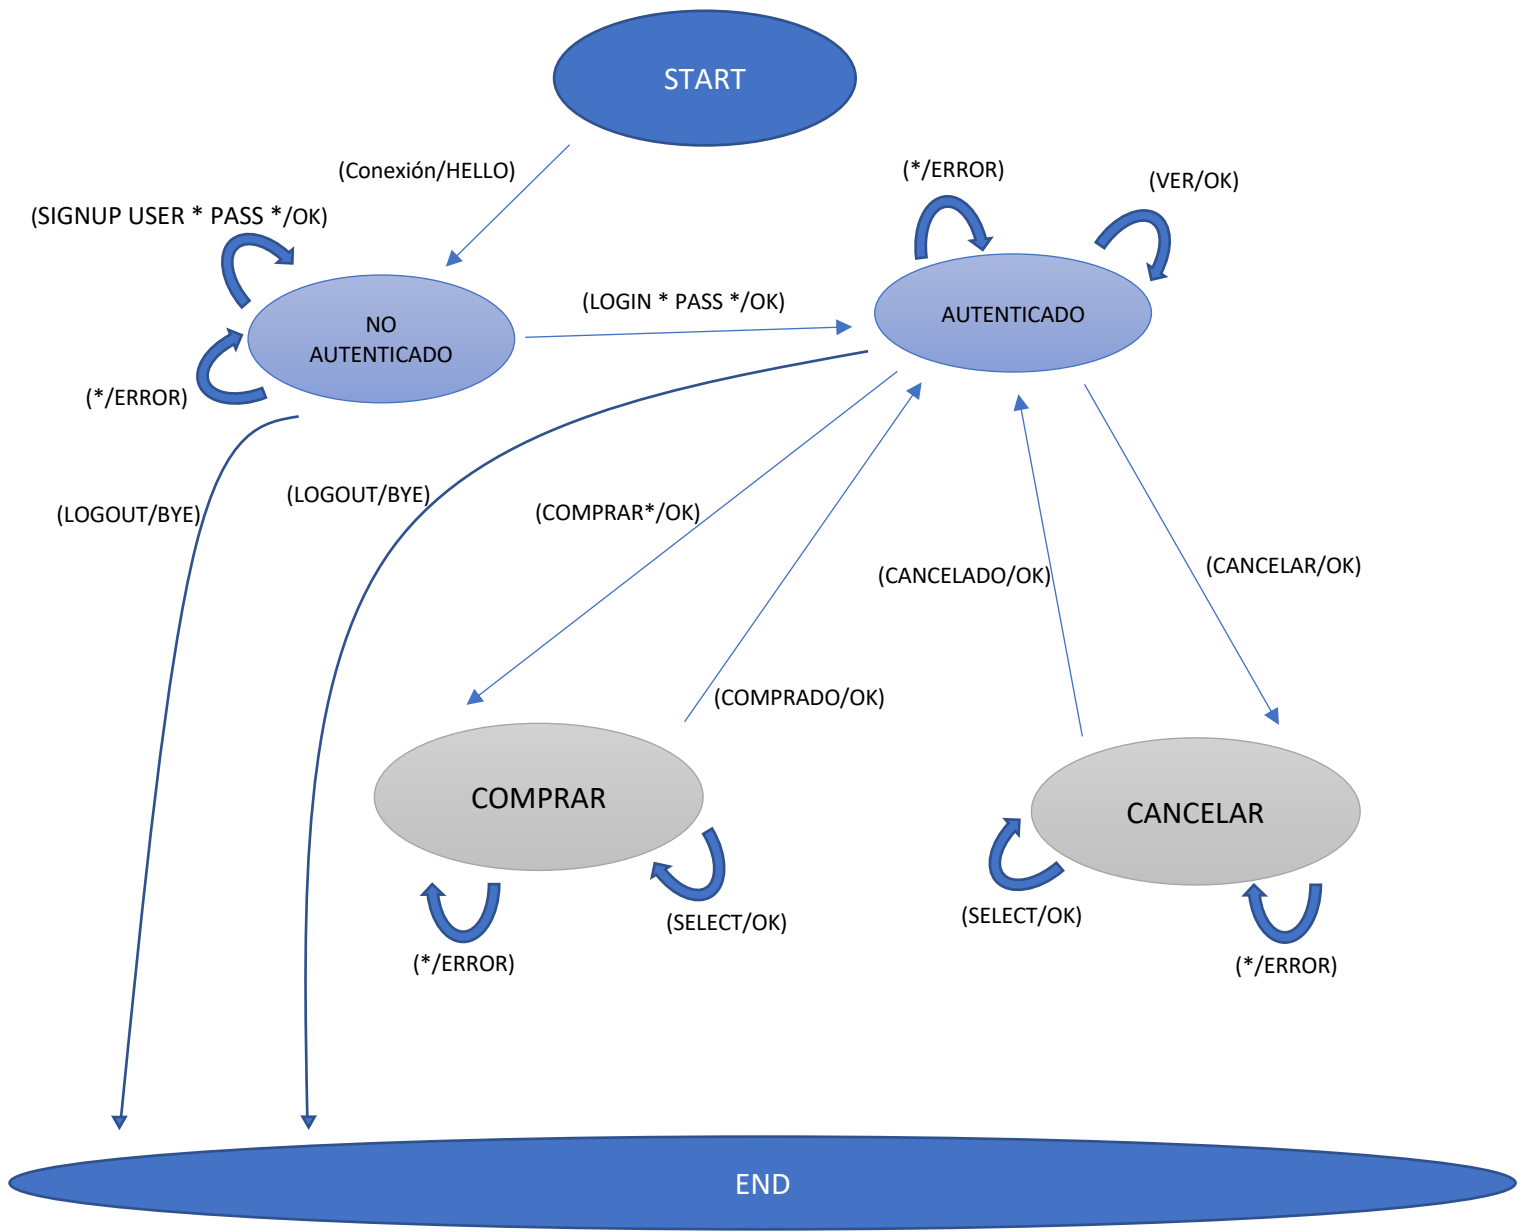 START
(Conexión/HELLO)
(*/ERROR)
(VER/OK)
(SIGNUP USER * PASS */OK)
(LOGIN * PASS */OK)
AUTENTICADO
NO
AUTENTICADO
(*/ERROR)
(LOGOUT/BYE)
(LOGOUT/BYE)
(COMPRAR*/OK)
(CANCELADO/OK)
(CANCELAR/OK)
(COMPRADO/OK)
COMPRAR
CANCELAR
(SELECT/OK)
(SELECT/OK)
(*/ERROR)
(*/ERROR)
END